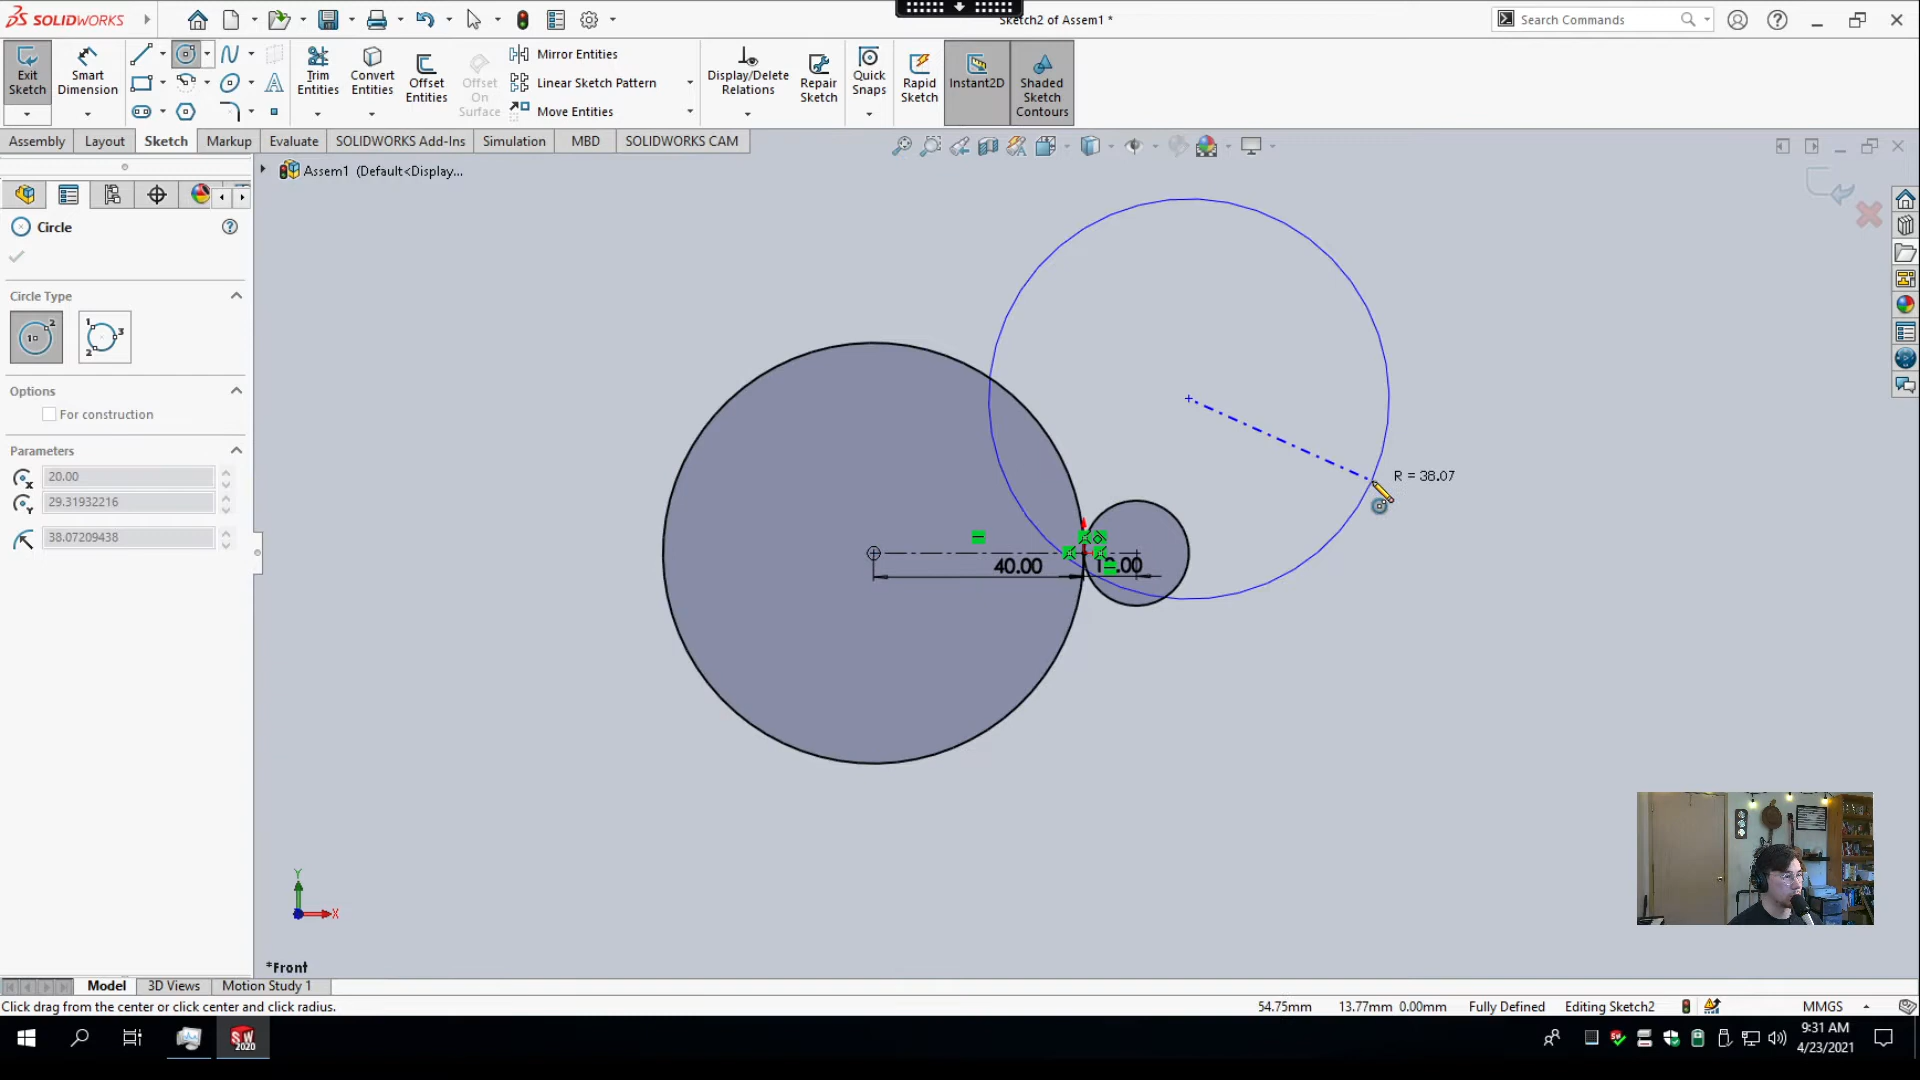 SOLIDWORKS
Sketch2 of Assem1 *
Search Commands
Exit Sketch
Smart Dimension
Trim Entities
Convert Entities
Offset Entities
Offset On Surface
Mirror Entities
Linear Sketch Pattern
Move Entities
Display/Delete Relations
Repair Sketch
Quick Snaps
Rapid Sketch
Instant2D
Shaded Sketch Contours
Assembly
Layout
Sketch
Markup
Evaluate
SOLIDWORKS Add-Ins
Simulation
MBD
SOLIDWORKS CAM
Assem1 (Default<Display...
Circle
Circle Type
Options
For construction
Parameters
20.00
29.31932216
38.07209438
R = 38.07
40.00
Y
X
*Front
Model
3D Views
Motion Study 1
Click drag from the center or click center and click radius.
54.75mm
13.77mm 0.00mm
Fully Defined
Editing Sketch2
MMGS
SW
2020
9:31 AM
4/23/2021